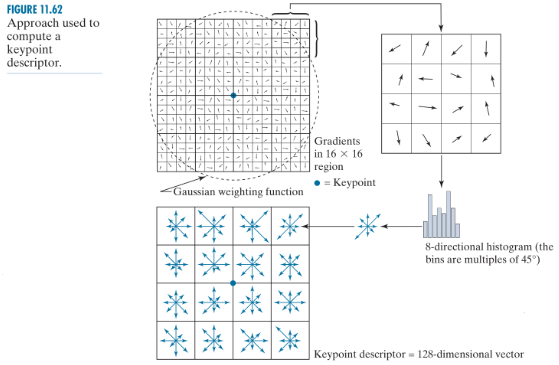 FIGURE 11.62
Approach used to
compute a
keypoint
descriptor.
Gradients
in 16 × 16
region
= Keypoint
Gaussian weighting function
8-directional histogram (the
bins are multiples of 45°)
Keypoint descriptor = 128-dimensional vector